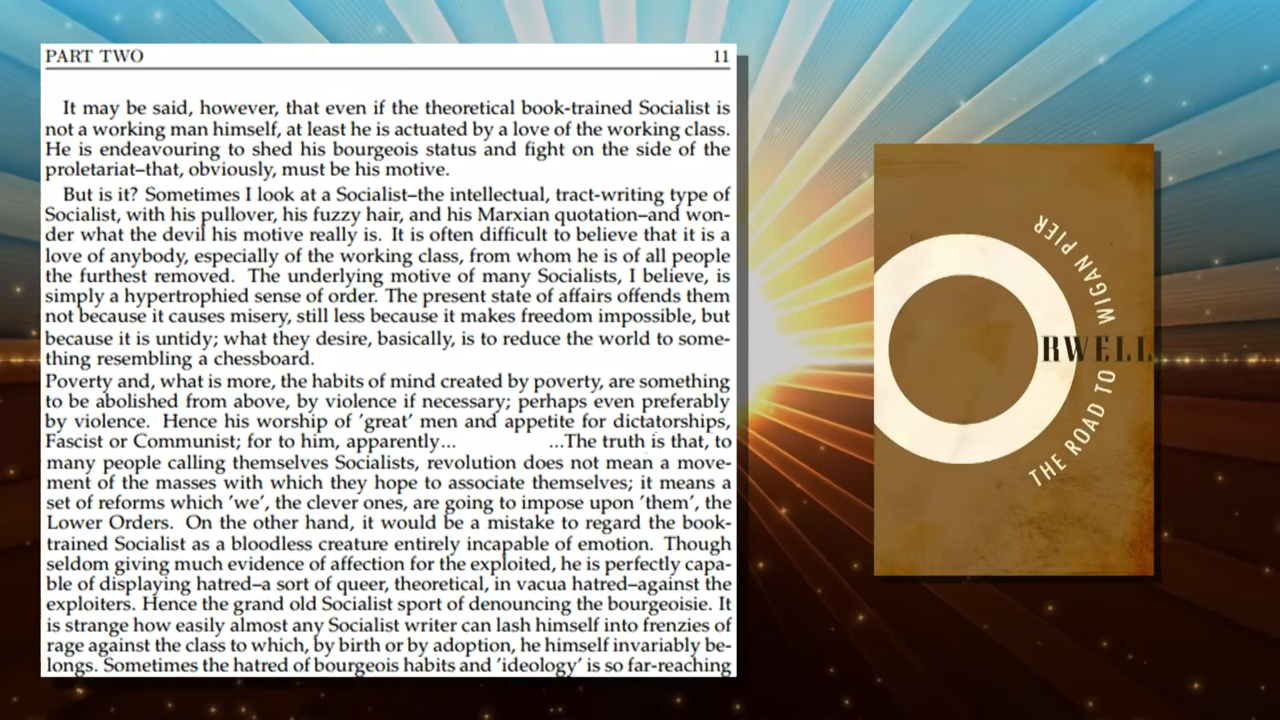 PART TWO 11
It may be said, however, that even if the theoretical book-trained Socialist is
not a working man himself, at least he is actuated by a love of the working class.
He is endeavouring to shed his bourgeois status and fight on the side of the
proletariat–that, obviously, must be his motive.
But is it? Sometimes I look at a Socialist–the intellectual, tract-writing type of
Socialist, with his pullover, his fuzzy hair, and his Marxian quotation–and won-
der what the devil his motive really is. It is often difficult to believe that it is a
love of anybody, especially of the working class, from whom he is of all people
the furthest removed. The underlying motive of many Socialists, I believe, is
simply a hypertrophied sense of order. The present state of affairs offends them
not because it causes misery, still less because it makes freedom impossible, but
because it is untidy; what they desire, basically, is to reduce the world to some-
thing resembling a chessboard.
Poverty and, what is more, the habits of mind created by poverty, are something
to be abolished from above, by violence if necessary; perhaps even preferably
by violence. Hence his worship of 'great' men and appetite for dictatorships,
Fascist or Communist; for to him, apparently... ...The truth is that, to
many people calling themselves Socialists, revolution does not mean a move-
ment of the masses with which they hope to associate themselves; it means a
set of reforms which 'we', the clever ones, are going to impose upon 'them', the
Lower Orders. On the other hand, it would be a mistake to regard the book-
trained Socialist as a bloodless creature entirely incapable of emotion. Though
seldom giving much evidence of affection for the exploited, he is perfectly capa-
ble of displaying hatred–a sort of queer, theoretical, in vacua hatred–against the
exploiters. Hence the grand old Socialist sport of denouncing the bourgeoisie. It
is strange how easily almost any Socialist writer can lash himself into frenzies of
rage against the class to which, by birth or by adoption, he himself invariably be-
longs. Sometimes the hatred of bourgeois habits and 'ideology' is so far-reaching
ORWELL
THE ROAD TO WIGAN PIER